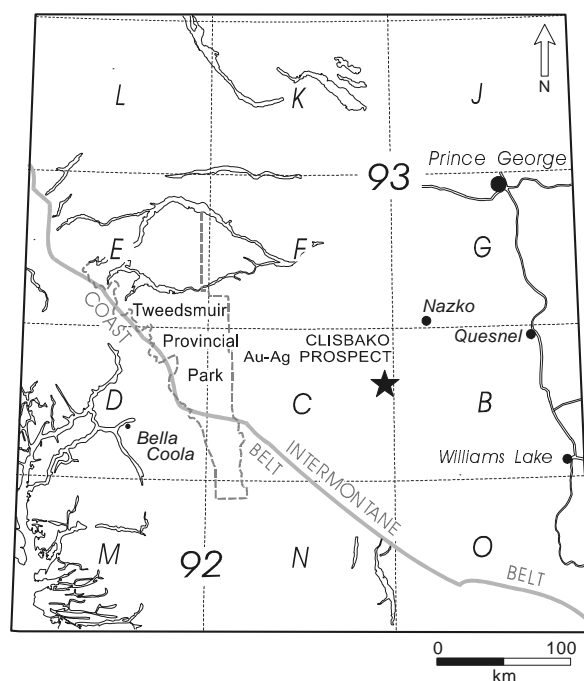 L
K
J
N
93
Prince George
E
F
G
Tweedsmuir
Provincial
Park
COAST
BELT
Nazko
Quesnel
CLISBAKO
Au-Ag PROSPECT
D
C
B
Bella
Coola
Williams Lake
INTERMONTANE
BELT
M
92
N
O
0 100
km